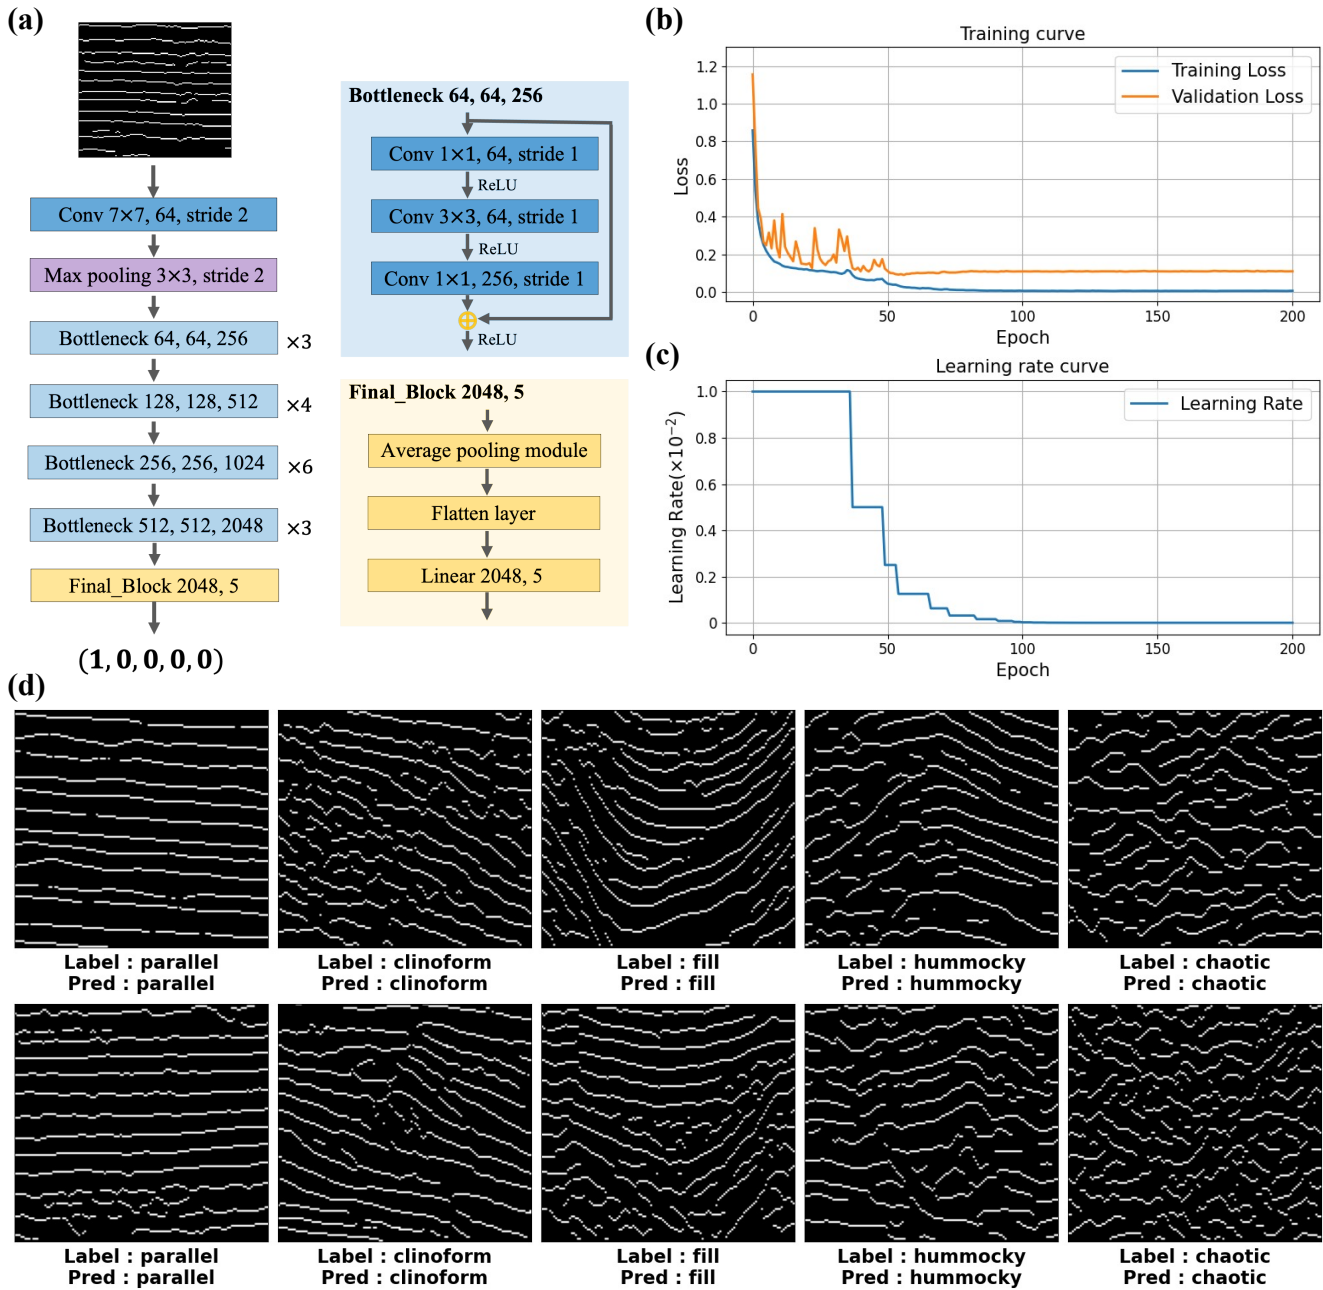 (a)
Conv 7×7, 64, stride 2
Max pooling 3×3, stride 2
Bottleneck 64, 64, 256 ×3
Bottleneck 128, 128, 512 ×4
Bottleneck 256, 256, 1024 ×6
Bottleneck 512, 512, 2048 ×3
Final_Block 2048, 5
(1, 0, 0, 0, 0)
Bottleneck 64, 64, 256
Conv 1×1, 64, stride 1
ReLU
Conv 3×3, 64, stride 1
ReLU
Conv 1×1, 256, stride 1
ReLU
Final_Block 2048, 5
Average pooling module
Flatten layer
Linear 2048, 5
(b)
Training curve
Training Loss
Validation Loss
Loss
1.2
1.0
0.8
0.6
0.4
0.2
0.0
0 50 100 150 200
Epoch
(c)
Learning rate curve
Learning Rate
Learning Rate(×10⁻²)
1.0
0.8
0.6
0.4
0.2
0
0 50 100 150 200
Epoch
(d)
Label : parallel
Pred : parallel
Label : clinoform
Pred : clinoform
Label : fill
Pred : fill
Label : hummocky
Pred : hummocky
Label : chaotic
Pred : chaotic
Label : parallel
Pred : parallel
Label : clinoform
Pred : clinoform
Label : fill
Pred : fill
Label : hummocky
Pred : hummocky
Label : chaotic
Pred : chaotic